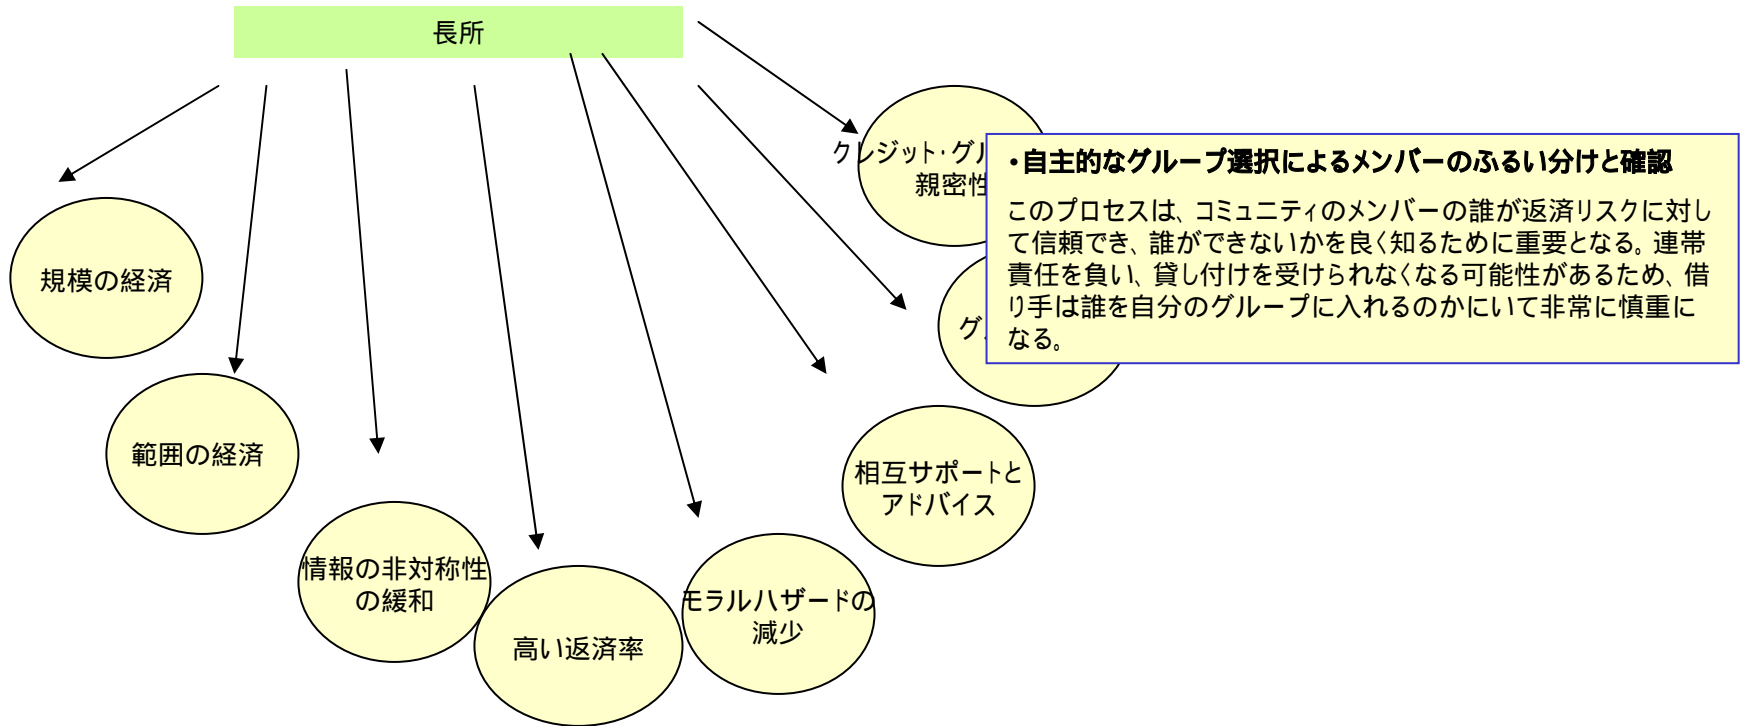 長所
クレジット・グル
親密性
・自主的なグループ選択によるメンバーのふるい分けと確認
このプロセスは、コミュニティのメンバーの誰が返済リスクに対し
て信頼でき、誰ができないかを良く知るために重要となる。連帯
責任を負い、貸し付けを受けられなくなる可能性があるため、借
り手は誰を自分のグループに入れるのかにいて非常に慎重に
なる。
規模の経済
範囲の経済
相互サポートと
アドバイス
情報の非対称性
の緩和
高い返済率
モラルハザードの
減少